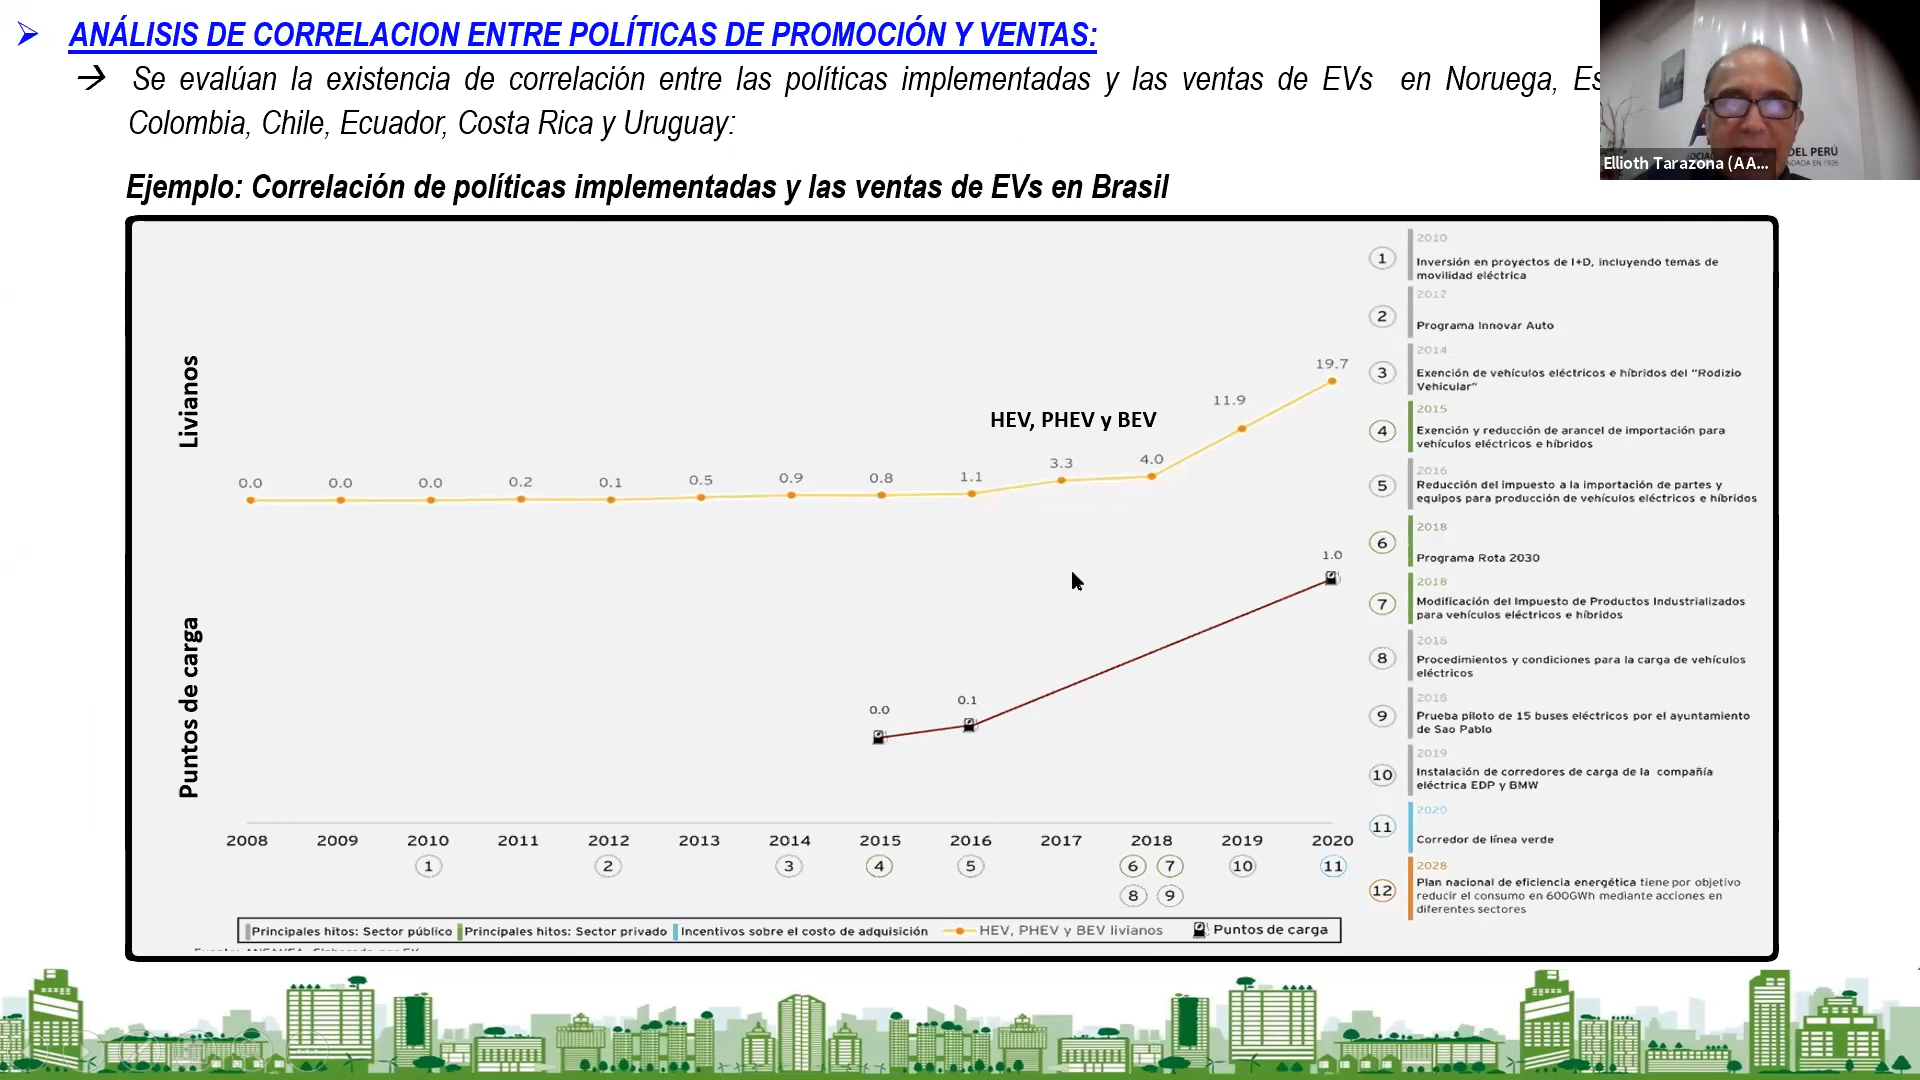 ANÁLISIS DE CORRELACION ENTRE POLÍTICAS DE PROMOCIÓN Y VENTAS:
Se evalúan la existencia de correlación entre las políticas implementadas y las ventas de EVs en Noruega, Es
Colombia, Chile, Ecuador, Costa Rica y Uruguay:
Ellioth Tarazona (AA...
DEL PERÚ
Ejemplo: Correlación de políticas implementadas y las ventas de EVs en Brasil
Livianos
HEV, PHEV y BEV
0.0 0.0 0.0 0.2 0.1 0.5 0.9 0.8 1.1 3.3 4.0 11.9 19.7
Puntos de carga
0.0 0.1 1.0
2008 2009 2010 2011 2012 2013 2014 2015 2016 2017 2018 2019 2020
1 2 3 4 5 6 7 10 11
8 9
Principales hitos: Sector público Principales hitos: Sector privado Incentivos sobre el costo de adquisición HEV, PHEV y BEV livianos Puntos de carga
2010
1 Inversión en proyectos de I+D, incluyendo temas de
movilidad eléctrica
2012
2 Programa Innovar Auto
2014
3 Exención de vehículos eléctricos e híbridos del "Rodizio
Vehicular"
2015
4 Exención y reducción de arancel de importación para
vehículos eléctricos e híbridos
2016
5 Reducción del impuesto a la importación de partes y
equipos para producción de vehículos eléctricos e híbridos
2018
6 Programa Rota 2030
2018
7 Modificación del Impuesto de Productos Industrializados
para vehículos eléctricos e híbridos
2018
8 Procedimientos y condiciones para la carga de vehículos
eléctricos
2018
9 Prueba piloto de 15 buses eléctricos por el ayuntamiento
de Sao Pablo
2019
10 Instalación de corredores de carga de la compañía
eléctrica EDP y BMW
2020
11 Corredor de línea verde
2028
12 Plan nacional de eficiencia energética tiene por objetivo
reducir el consumo en 600GWh mediante acciones en
diferentes sectores